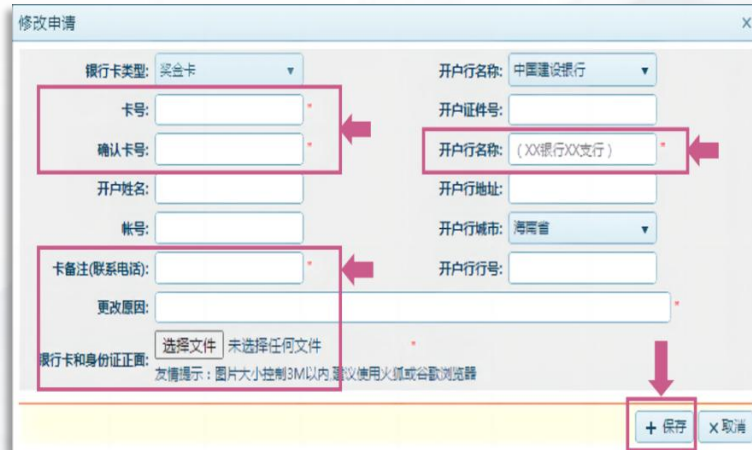 修改申请 X
银行卡类型: 奖金卡 开户行名称: 中国建设银行
卡号: * 开户证件号:
确认卡号: * 开户行名称: (XX银行XX支行) *
开户姓名: 开户行地址:
帐号: 开户行城市: 海南省
卡备注(联系电话): * 开户行行号:
更改原因: *
银行卡和身份证正面: 选择文件 未选择任何文件 *
友情提示：图片大小控制3M以内,建议使用火狐或谷歌浏览器
+ 保存 X取消